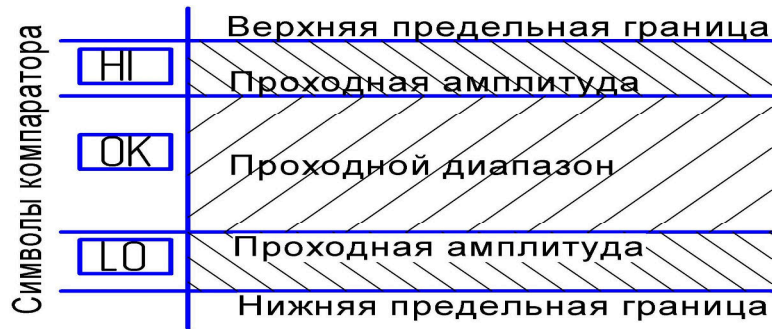 Символы компаратора
Верхняя предельная граница
HI
Проходная амплитуда
OK
Проходной диапазон
Проходная амплитуда
LO
Нижняя предельная граница